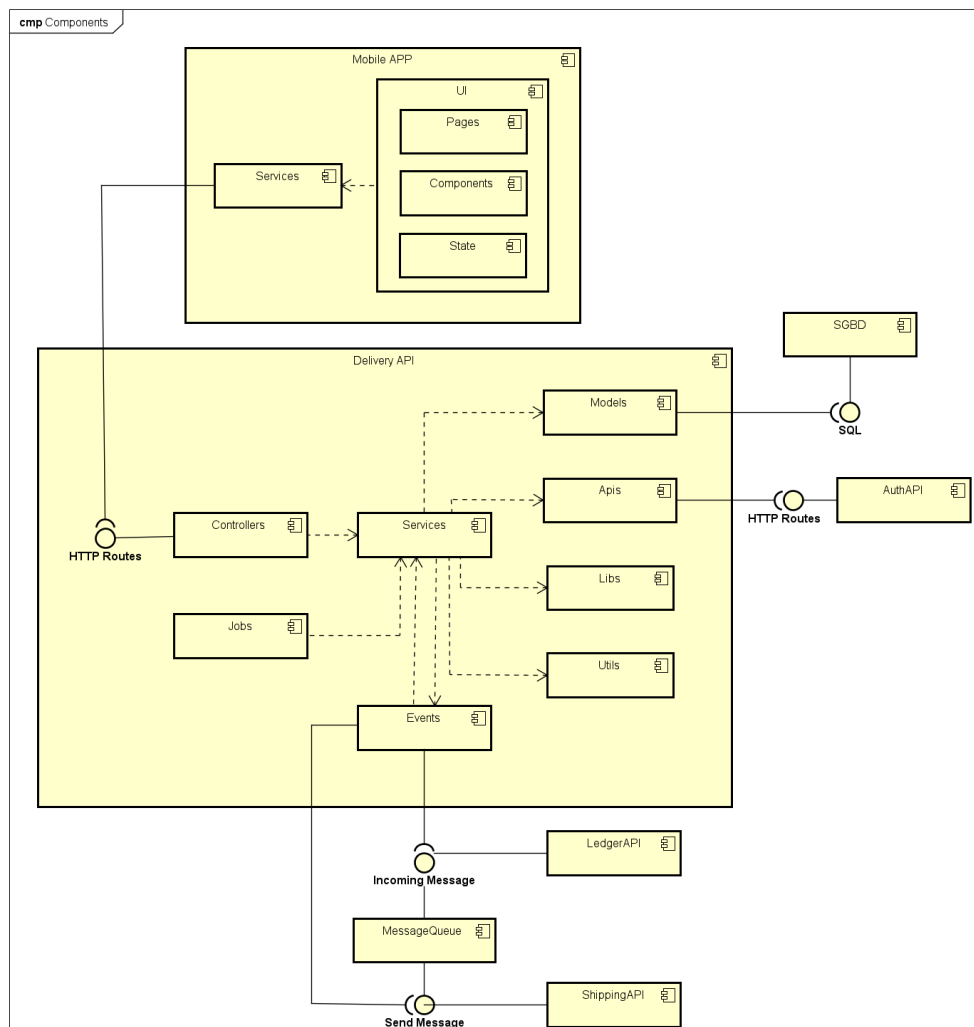 cmp Components
Mobile APP
UI
Pages
Services
Components
State
SGBD
Delivery API
Models
SQL
Apis
AuthAPI
HTTP Routes
Controllers
Services
HTTP Routes
Libs
Jobs
Utils
Events
LedgerAPI
Incoming Message
MessageQueue
ShippingAPI
Send Message